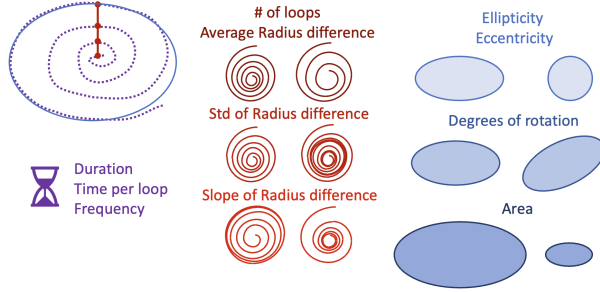 # of loops
Average Radius difference
Std of Radius difference
Slope of Radius difference
Duration
Time per loop
Frequency
Ellipticity
Eccentricity
Degrees of rotation
Area